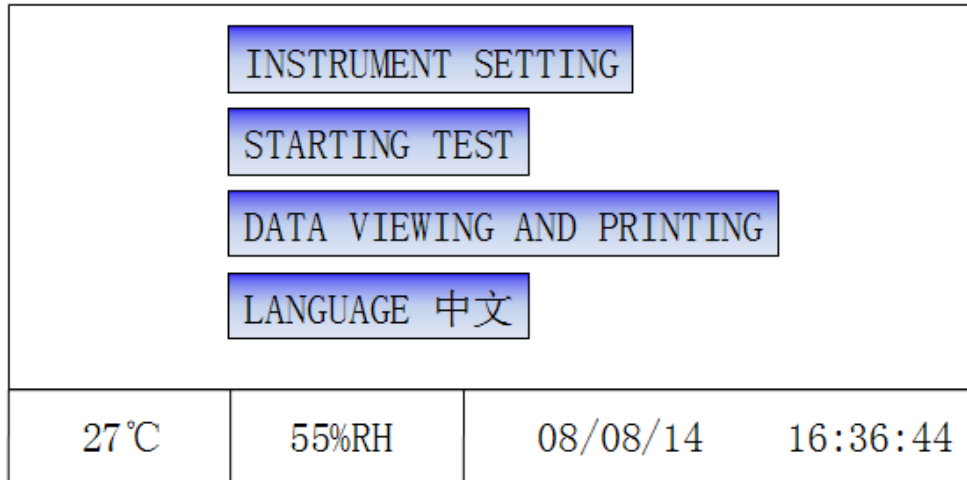 INSTRUMENT SETTING
STARTING TEST
DATA VIEWING AND PRINTING
LANGUAGE 中文
27℃ 55%RH 08/08/14 16:36:44